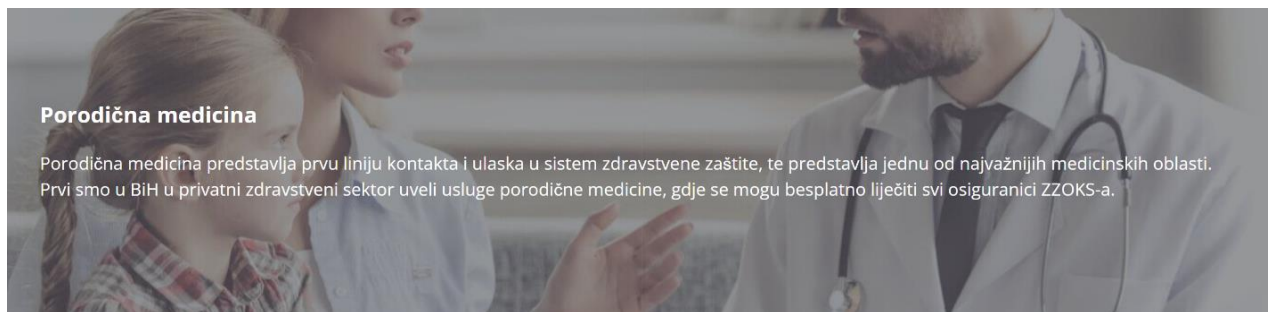 Porodična medicina
Porodična medicina predstavlja prvu liniju kontakta i ulaska u sistem zdravstvene zaštite, te predstavlja jednu od najvažnijih medicinskih oblasti.
Prvi smo u BiH u privatni zdravstveni sektor uveli usluge porodične medicine, gdje se mogu besplatno liječiti svi osiguranici ZZOKS-a.